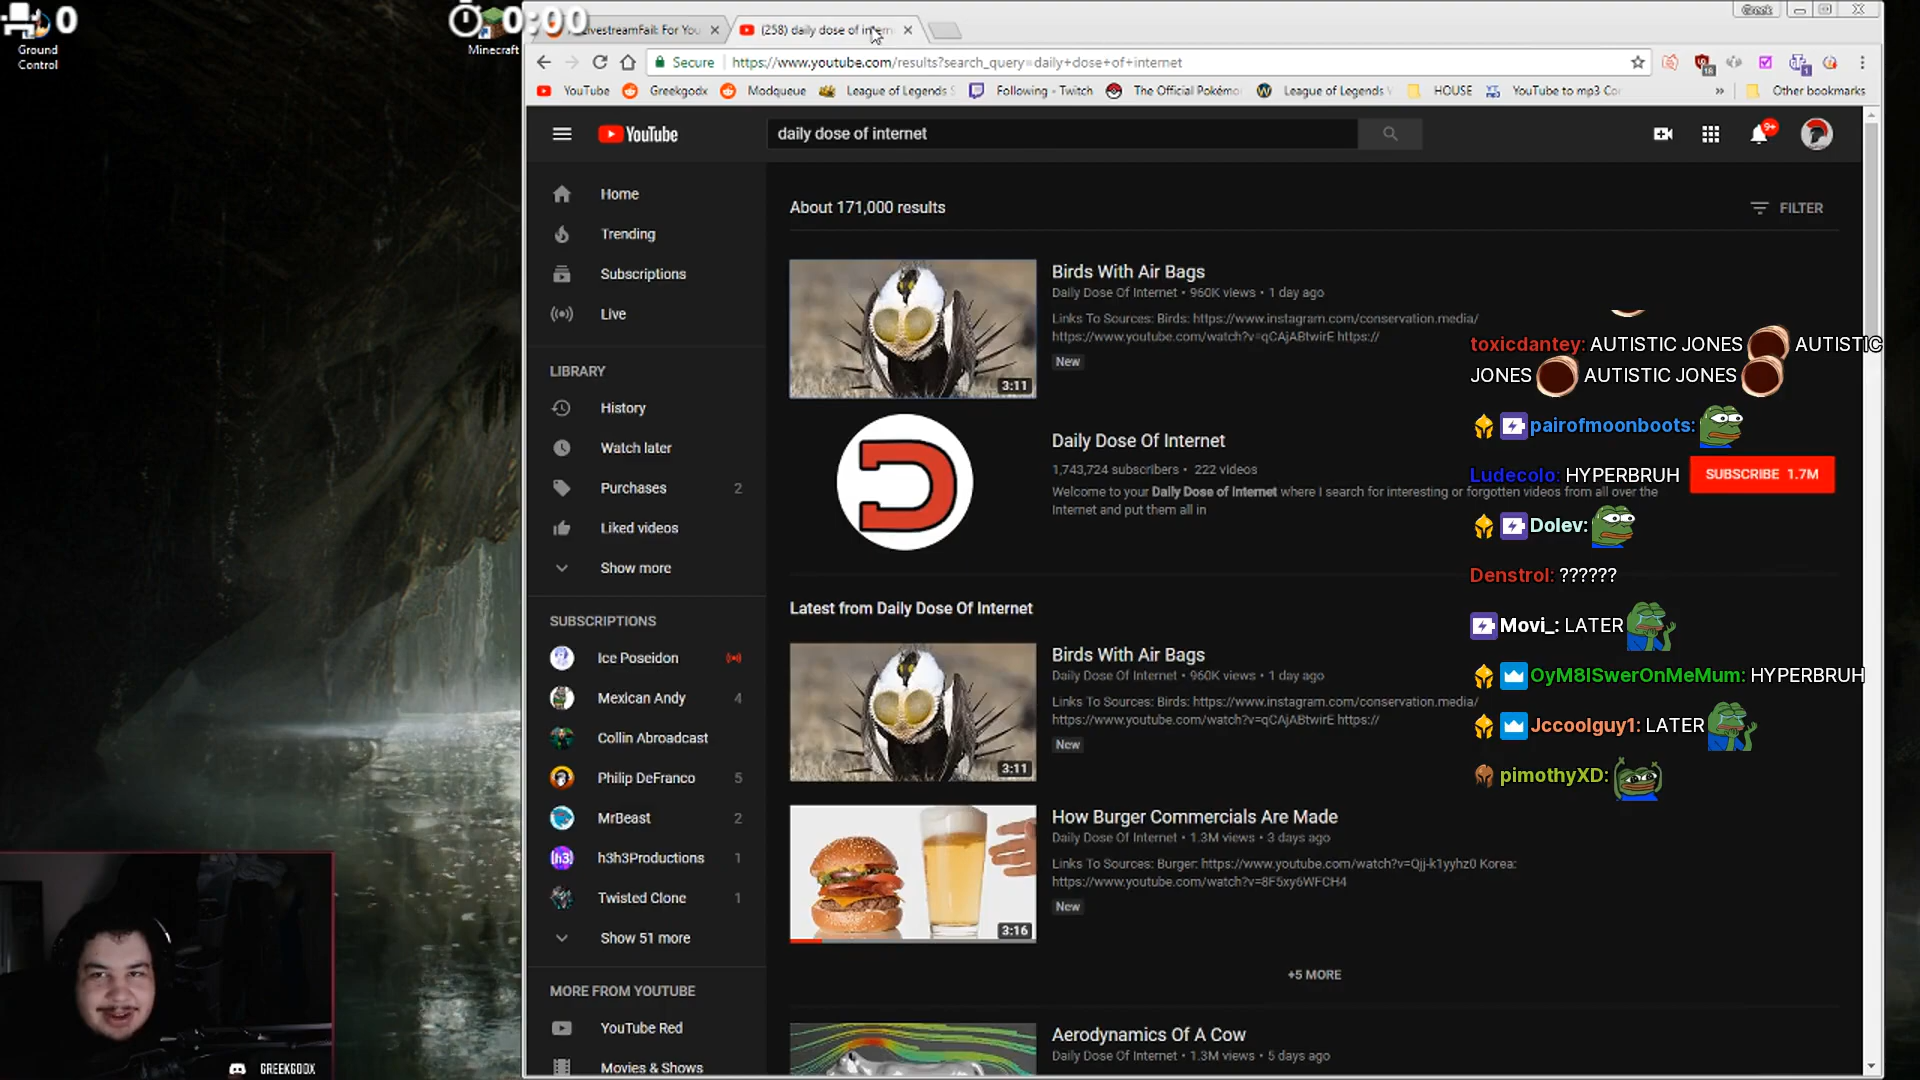 0
Ground
Control
0:00
Minecraft
LivestreamFail: For You
(258) daily dose of intern
Greek
Secure
https://www.youtube.com/results?search_query=daily+dose+of+internet
18
1
YouTube
Greekgodx
Modqueue
League of Legends S
Following - Twitch
The Official Pokémo
League of Legends
HOUSE
YouTube to mp3 Co
»
Other bookmarks
YouTube
daily dose of internet
9+
Home
Trending
Subscriptions
Live
LIBRARY
History
Watch later
Purchases 2
Liked videos
Show more
SUBSCRIPTIONS
Ice Poseidon
Mexican Andy 4
Collin Abroadcast
Philip DeFranco 5
MrBeast 2
h3h3Productions 1
Twisted Clone 1
Show 51 more
MORE FROM YOUTUBE
YouTube Red
Movies & Shows
About 171,000 results
FILTER
Birds With Air Bags
Daily Dose Of Internet • 960K views • 1 day ago
Links To Sources: Birds: https://www.instagram.com/conservation.media/
https://www.youtube.com/watch?v=qCAjABtwirE https://
New
3:11
Daily Dose Of Internet
1,743,724 subscribers • 222 videos
Welcome to your Daily Dose of Internet where I search for interesting or forgotten videos from all over the
Internet and put them all in
SUBSCRIBE 1.7M
Latest from Daily Dose Of Internet
Birds With Air Bags
Daily Dose Of Internet • 960K views • 1 day ago
Links To Sources: Birds: https://www.instagram.com/conservation.media/
https://www.youtube.com/watch?v=qCAjABtwirE https://
New
3:11
How Burger Commercials Are Made
Daily Dose Of Internet • 1.3M views • 3 days ago
Links To Sources: Burger: https://www.youtube.com/watch?v=Qjj-k1yyhz0 Korea:
https://www.youtube.com/watch?v=8F5xy6WFCH4
New
3:16
+5 MORE
Aerodynamics Of A Cow
Daily Dose Of Internet • 1.3M views • 5 days ago
toxicdantey: AUTISTIC JONES AUTISTIC
JONES AUTISTIC JONES
pairofmoonboots:
Ludecolo: HYPERBRUH
Dolev:
Denstrol: ??????
Movi_: LATER
OyM8ISwerOnMeMum: HYPERBRUH
Jccoolguy1: LATER
pimothyXD:
GREEKGODX